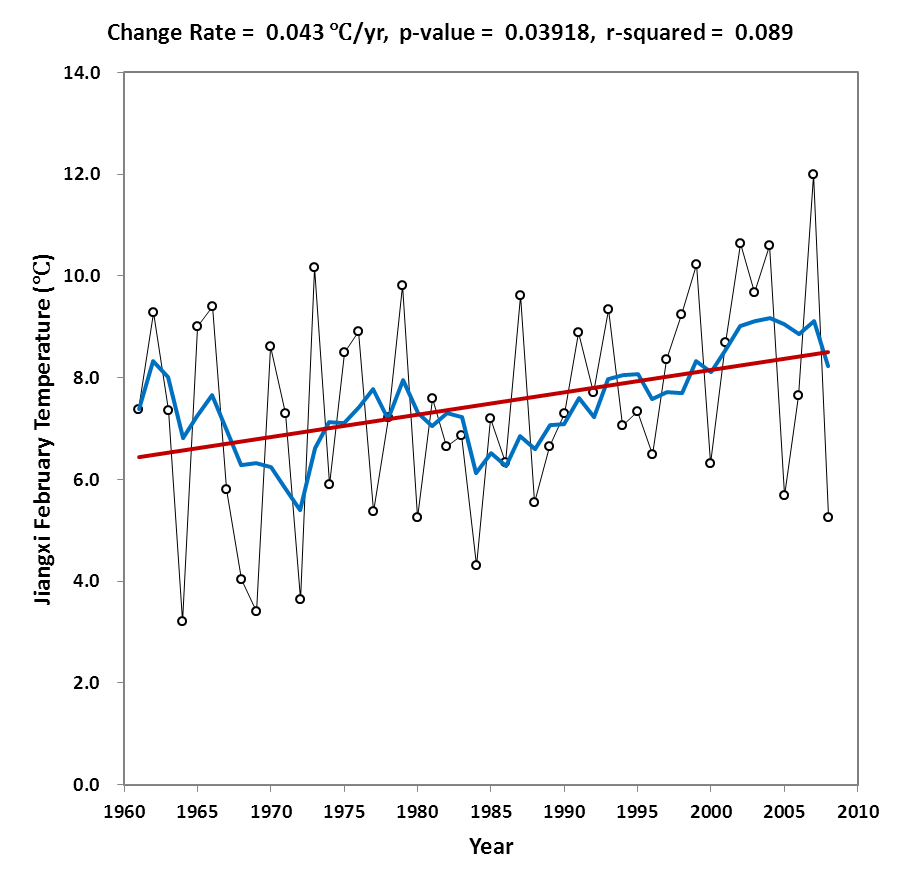 Change Rate = 0.043 ℃/yr, p-value = 0.03918, r-squared = 0.089
Jiangxi February Temperature (℃)
14.0
12.0
10.0
8.0
6.0
4.0
2.0
0.0
1960 1965 1970 1975 1980 1985 1990 1995 2000 2005 2010
Year